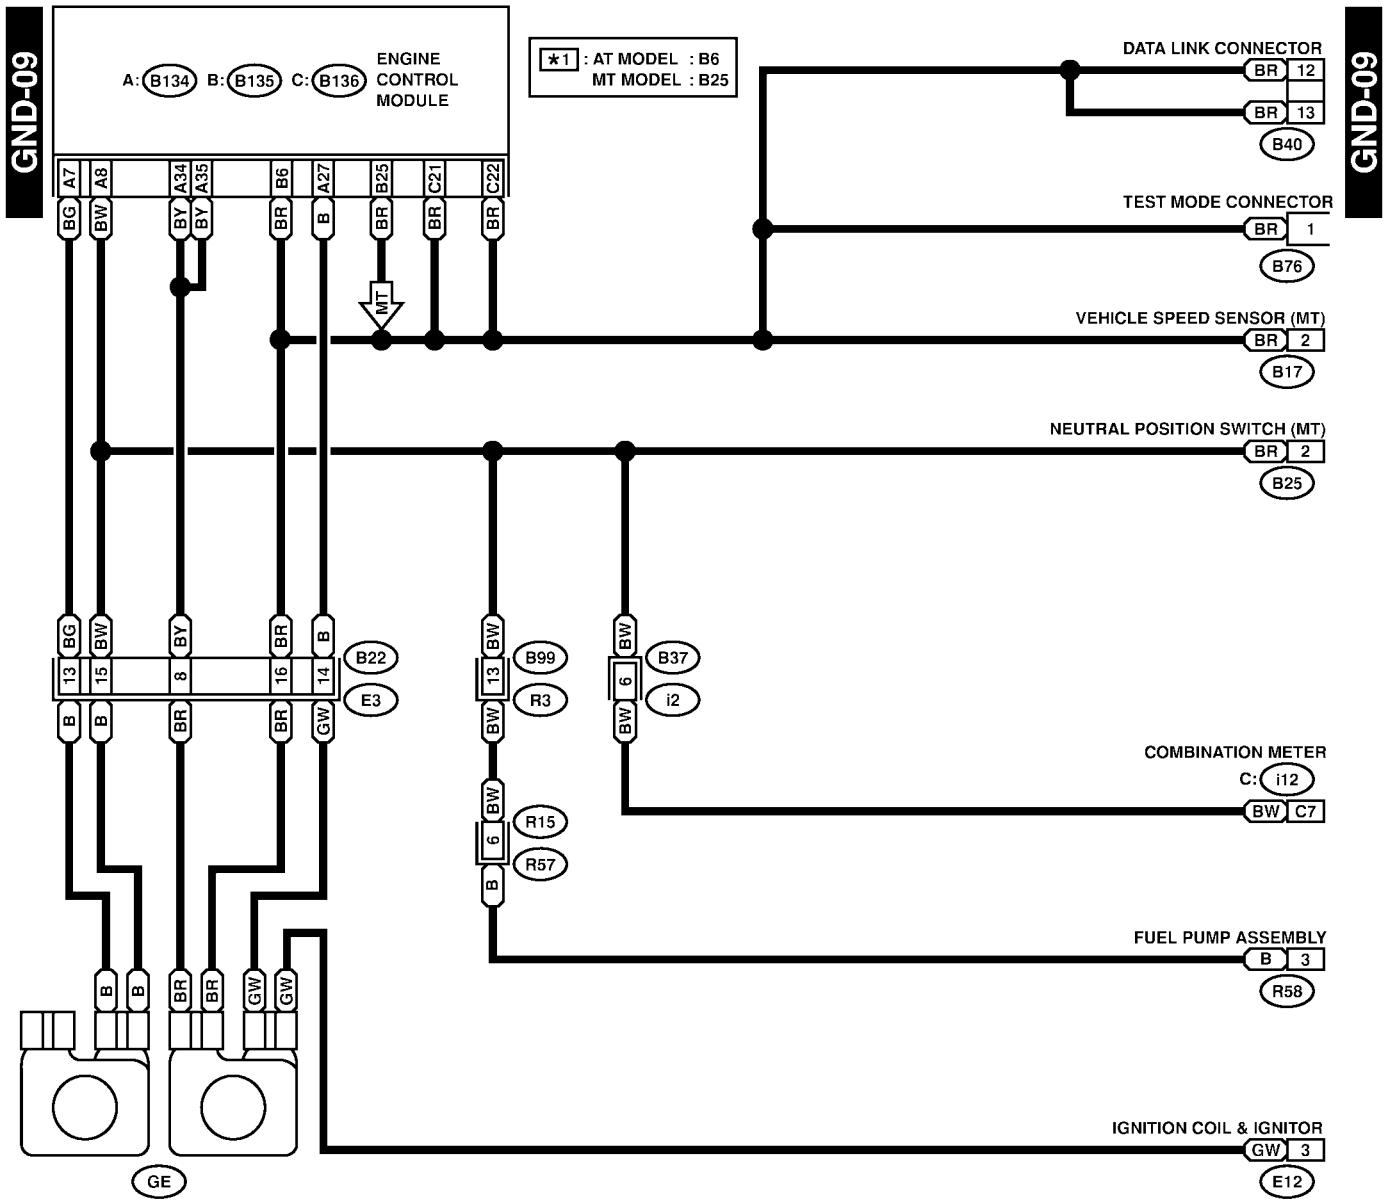 GND-09
A: B134 B: B135 C: B136
ENGINE
CONTROL
MODULE
*1 : AT MODEL : B6
MT MODEL : B25
DATA LINK CONNECTOR
BR 12
BR 13
B40
GND-09
A7 A8 A34 A35 B6 A27 B25 C21 C22
BG BW BY BY BR B BR BR BR
TEST MODE CONNECTOR
BR 1
B76
MT
VEHICLE SPEED SENSOR (MT)
BR 2
B17
NEUTRAL POSITION SWITCH (MT)
BR 2
B25
BG BW BY BR B BW BW
13 15 8 16 14 B22 13 B99 6 B37
E3 R3 i2
B B BR BR GW BW BW
COMBINATION METER
C: i12
BW C7
BW
6 R15
R57
B
FUEL PUMP ASSEMBLY
B 3
R58
B B BR BR GW GW
IGNITION COIL & IGNITOR
GW 3
E12
GE